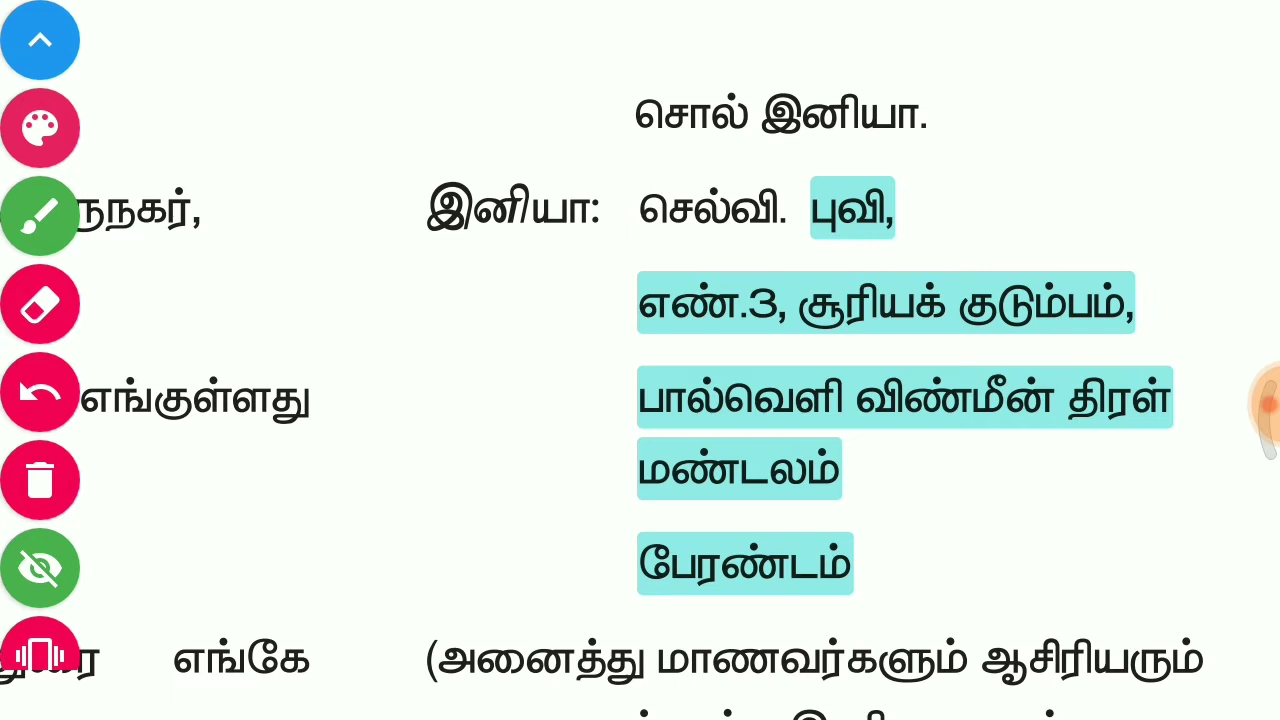 சொல் இனியா.
நகர், இனியா: செல்வி. புவி,
எண்.3, சூரியக் குடும்பம்,
எங்குள்ளது பால்வெளி விண்மீன் திரள்
மண்டலம்
பேரண்டம்
எங்கே (அனைத்து மாணவர்களும் ஆசிரியரும்